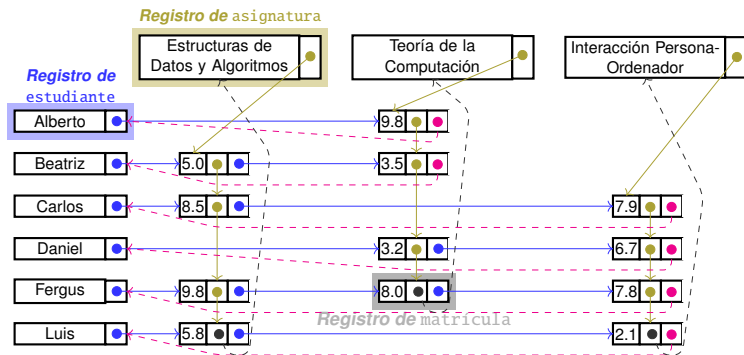 Registro de asignatura
Estructuras de
Datos y Algoritmos
Teoría de la
Computación
Interacción Persona-
Ordenador
Registro de
estudiante
Alberto 9.8
Beatriz 5.0 3.5
Carlos 8.5 7.9
Daniel 3.2 6.7
Fergus 9.8 8.0 7.8
Registro de matrícula
Luis 5.8 2.1